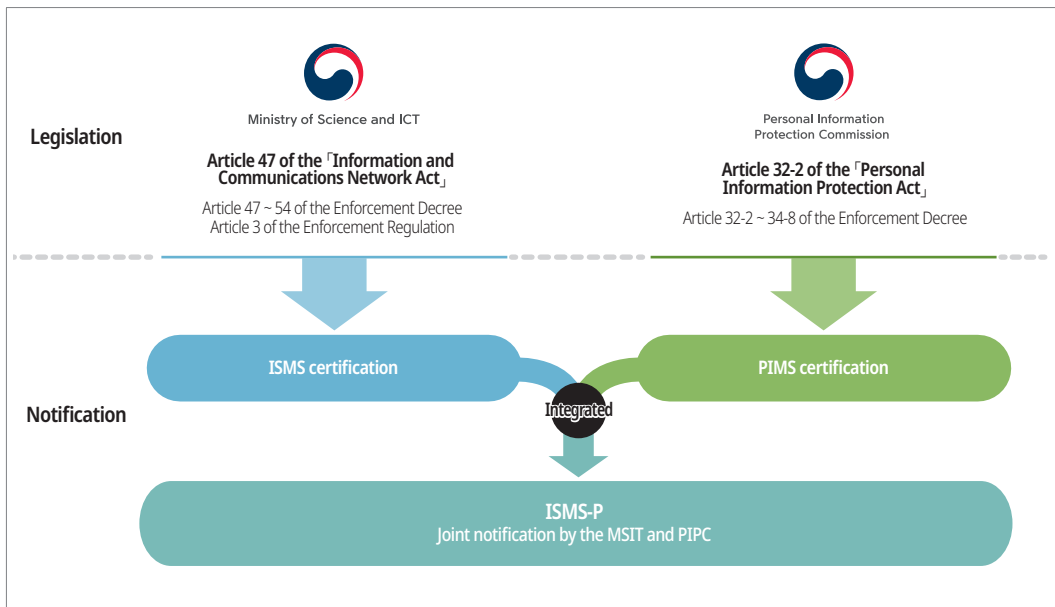 Legislation
Ministry of Science and ICT
Article 47 of the「Information and
Communications Network Act」
Article 47 ~ 54 of the Enforcement Decree
Article 3 of the Enforcement Regulation
Personal Information
Protection Commission
Article 32-2 of the「Personal
Information Protection Act」
Article 32-2 ~ 34-8 of the Enforcement Decree
Notification
ISMS certification
PIMS certification
Integrated
ISMS-P
Joint notification by the MSIT and PIPC